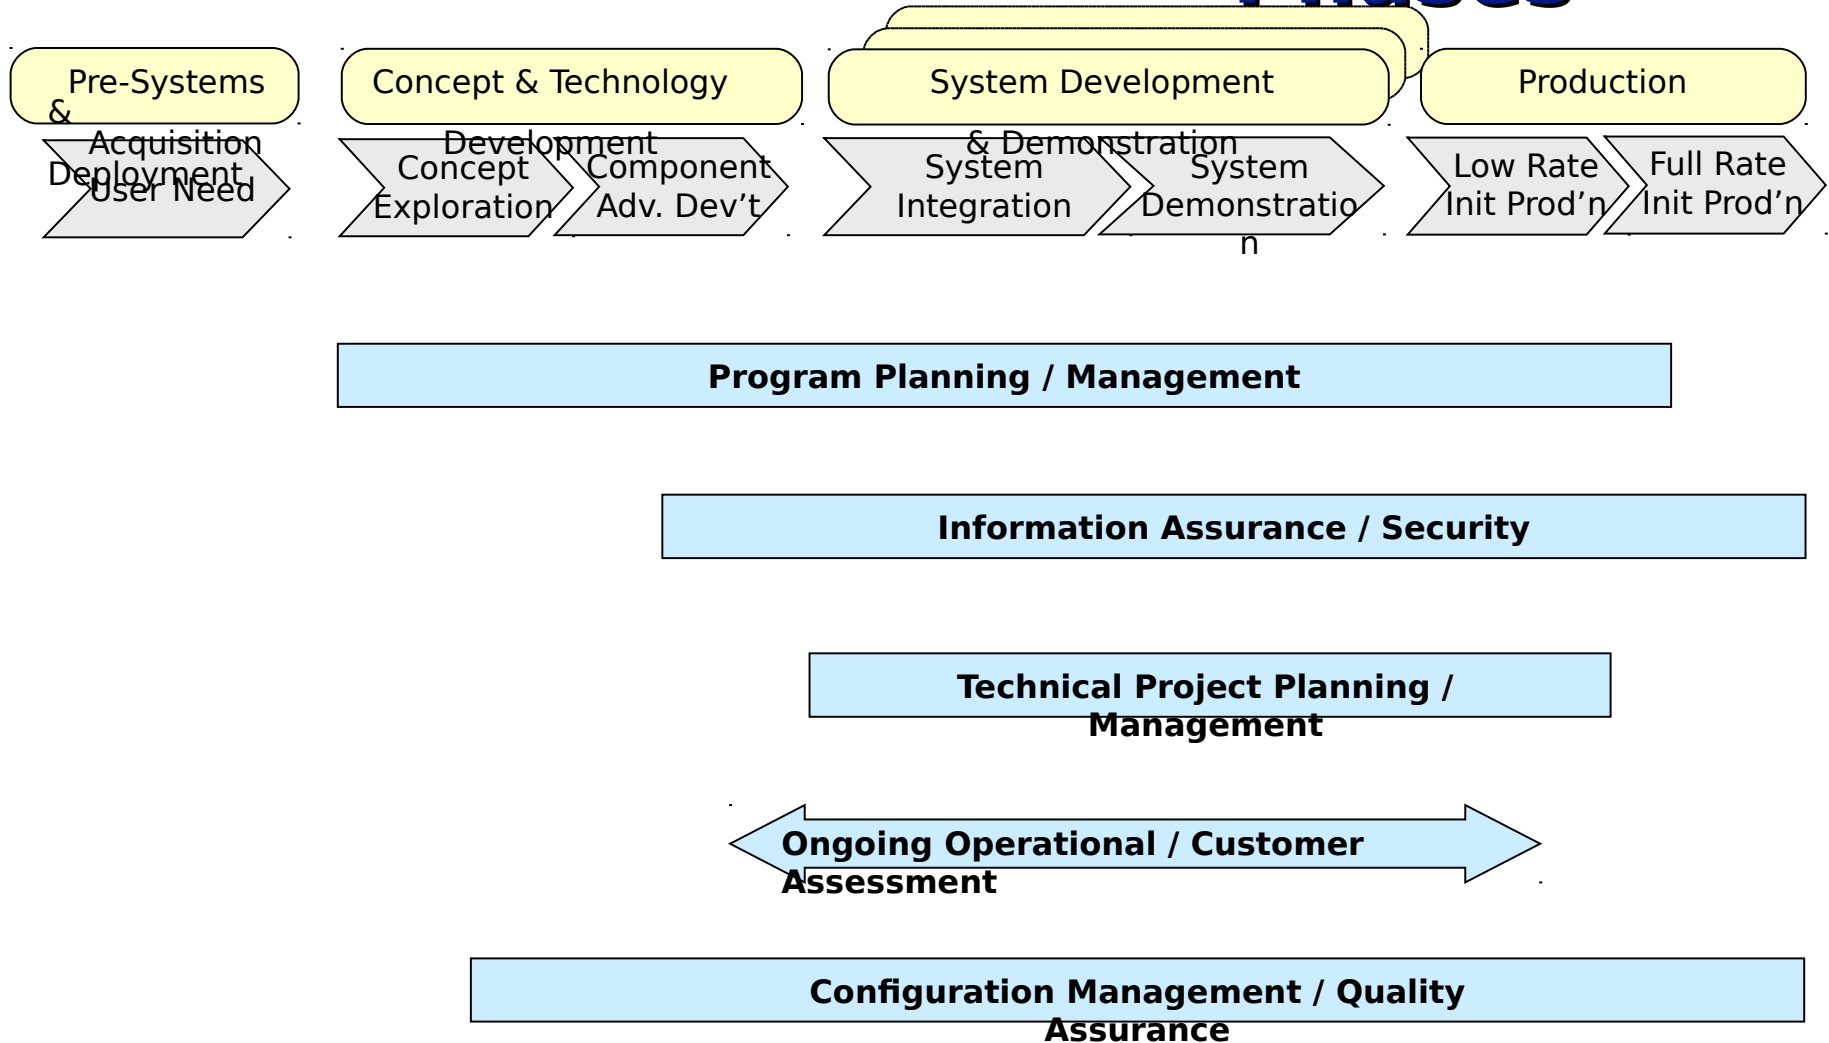 Phases
Pre-Systems
Acquisition
Concept & Technology
Development
System Development
& Demonstration
Production
&
Deployment
User Need
Concept
Exploration
Component
Adv. Dev’t
System
Integration
System
Demonstratio
n
Low Rate
Init Prod’n
Full Rate
Init Prod’n
Program Planning / Management
Information Assurance / Security
Technical Project Planning /
Management
Ongoing Operational / Customer
Assessment
Configuration Management / Quality
Assurance